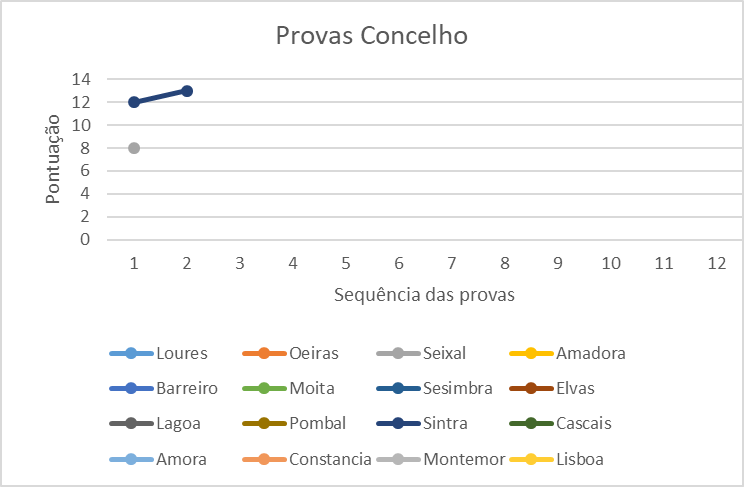 Provas Concelho
14
12
10
8
6
4
2
0
Pontuação
1 2 3 4 5 6 7 8 9 10 11 12
Sequência das provas
Loures Oeiras Seixal Amadora
Barreiro Moita Sesimbra Elvas
Lagoa Pombal Sintra Cascais
Amora Constancia Montemor Lisboa